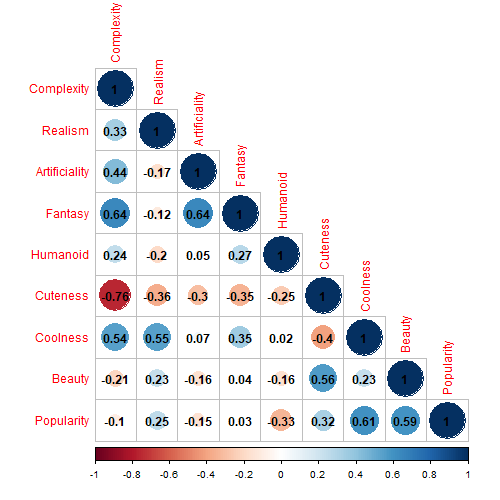 Complexity
Realism
Artificiality
Fantasy
Humanoid
Cuteness
Coolness
Beauty
Popularity
Complexity 1
Realism 0.33 1
Artificiality 0.44 -0.17 1
Fantasy 0.64 -0.12 0.64 1
Humanoid 0.24 -0.2 0.05 0.27 1
Cuteness -0.76 -0.36 -0.3 -0.35 -0.25 1
Coolness 0.54 0.55 0.07 0.35 0.02 -0.4 1
Beauty -0.21 0.23 -0.16 0.04 -0.16 0.56 0.23 1
Popularity -0.1 0.25 -0.15 0.03 -0.33 0.32 0.61 0.59 1
-1 -0.8 -0.6 -0.4 -0.2 0 0.2 0.4 0.6 0.8 1